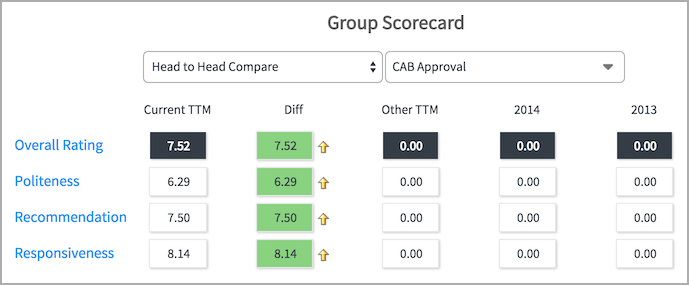 Group Scorecard
Head to Head Compare CAB Approval
Current TTM Diff Other TTM 2014 2013
Overall Rating 7.52 7.52 0.00 0.00 0.00
Politeness 6.29 6.29 0.00 0.00 0.00
Recommendation 7.50 7.50 0.00 0.00 0.00
Responsiveness 8.14 8.14 0.00 0.00 0.00